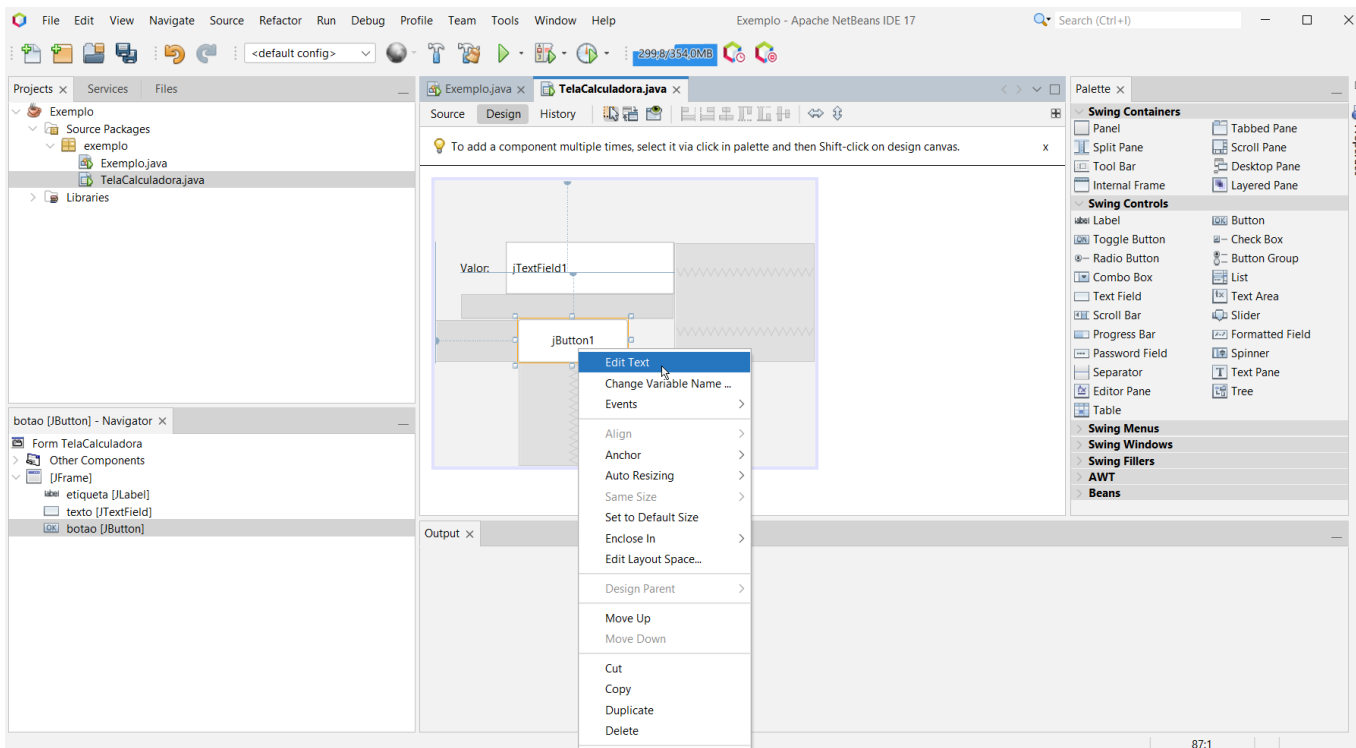 File Edit View Navigate Source Refactor Run Debug Profile Team Tools Window Help Exemplo - Apache NetBeans IDE 17 Search (Ctrl+I)
<default config> 299,8/354,0MB
Projects Services Files
Exemplo
Source Packages
exemplo
Exemplo.java
TelaCalculadora.java
Libraries
botao [JButton] - Navigator
Form TelaCalculadora
Other Components
[JFrame]
label etiqueta [JLabel]
texto [JTextField]
OK botao [JButton]
Exemplo.java TelaCalculadora.java
Source Design History
To add a component multiple times, select it via click in palette and then Shift-click on design canvas. x
Valor: jTextField1
jButton1
Edit Text
Change Variable Name ...
Events
Align
Anchor
Auto Resizing
Same Size
Set to Default Size
Enclose In
Edit Layout Space...
Design Parent
Move Up
Move Down
Cut
Copy
Duplicate
Delete
Output
Palette
Swing Containers
Panel Tabbed Pane
Split Pane Scroll Pane
Tool Bar Desktop Pane
Internal Frame Layered Pane
Swing Controls
label Label OK Button
ON Toggle Button Check Box
Radio Button Button Group
Combo Box List
Text Field Text Area
Scroll Bar Slider
Progress Bar Formatted Field
Password Field Spinner
Separator T Text Pane
Editor Pane Tree
Table
Swing Menus
Swing Windows
Swing Fillers
AWT
Beans
87:1